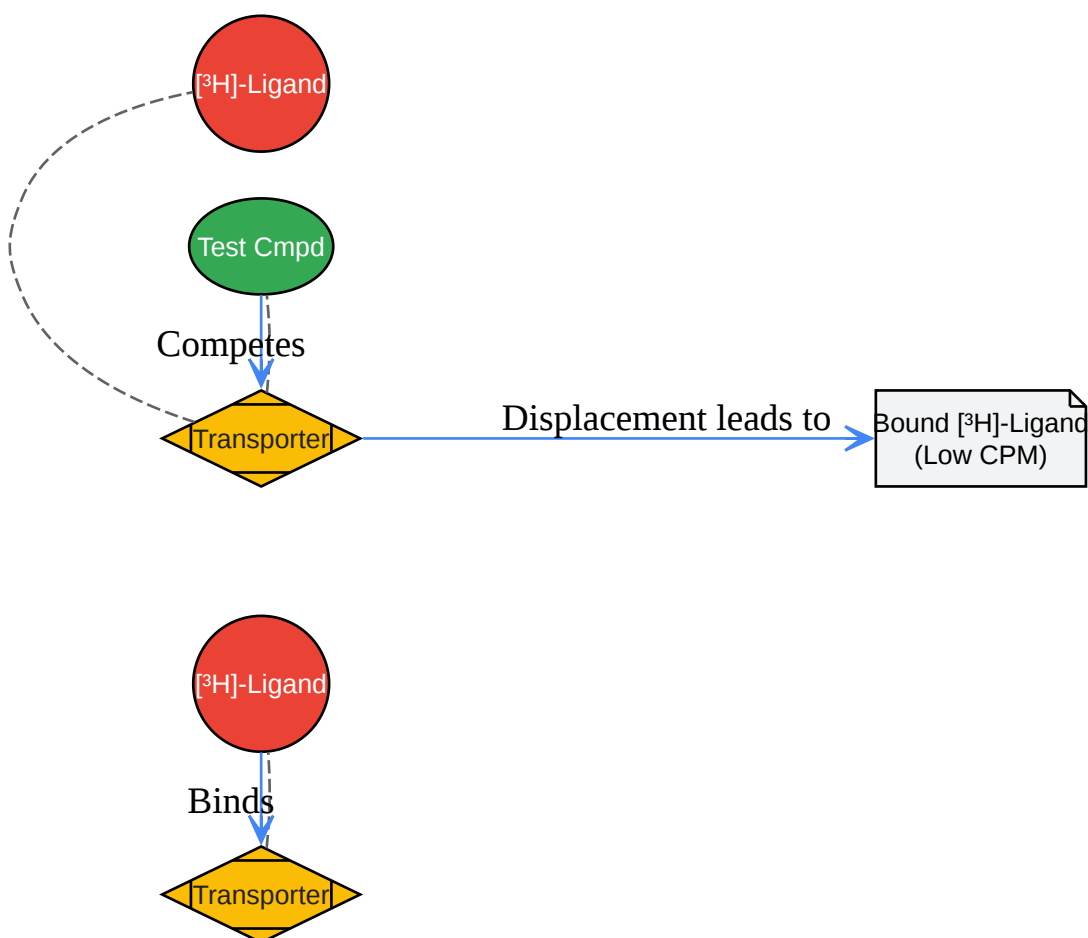 [³H]-Ligand
Test Cmpd
Competes
Transporter
Displacement leads to
Bound [³H]-Ligand
(Low CPM)
[³H]-Ligand
Binds
Transporter